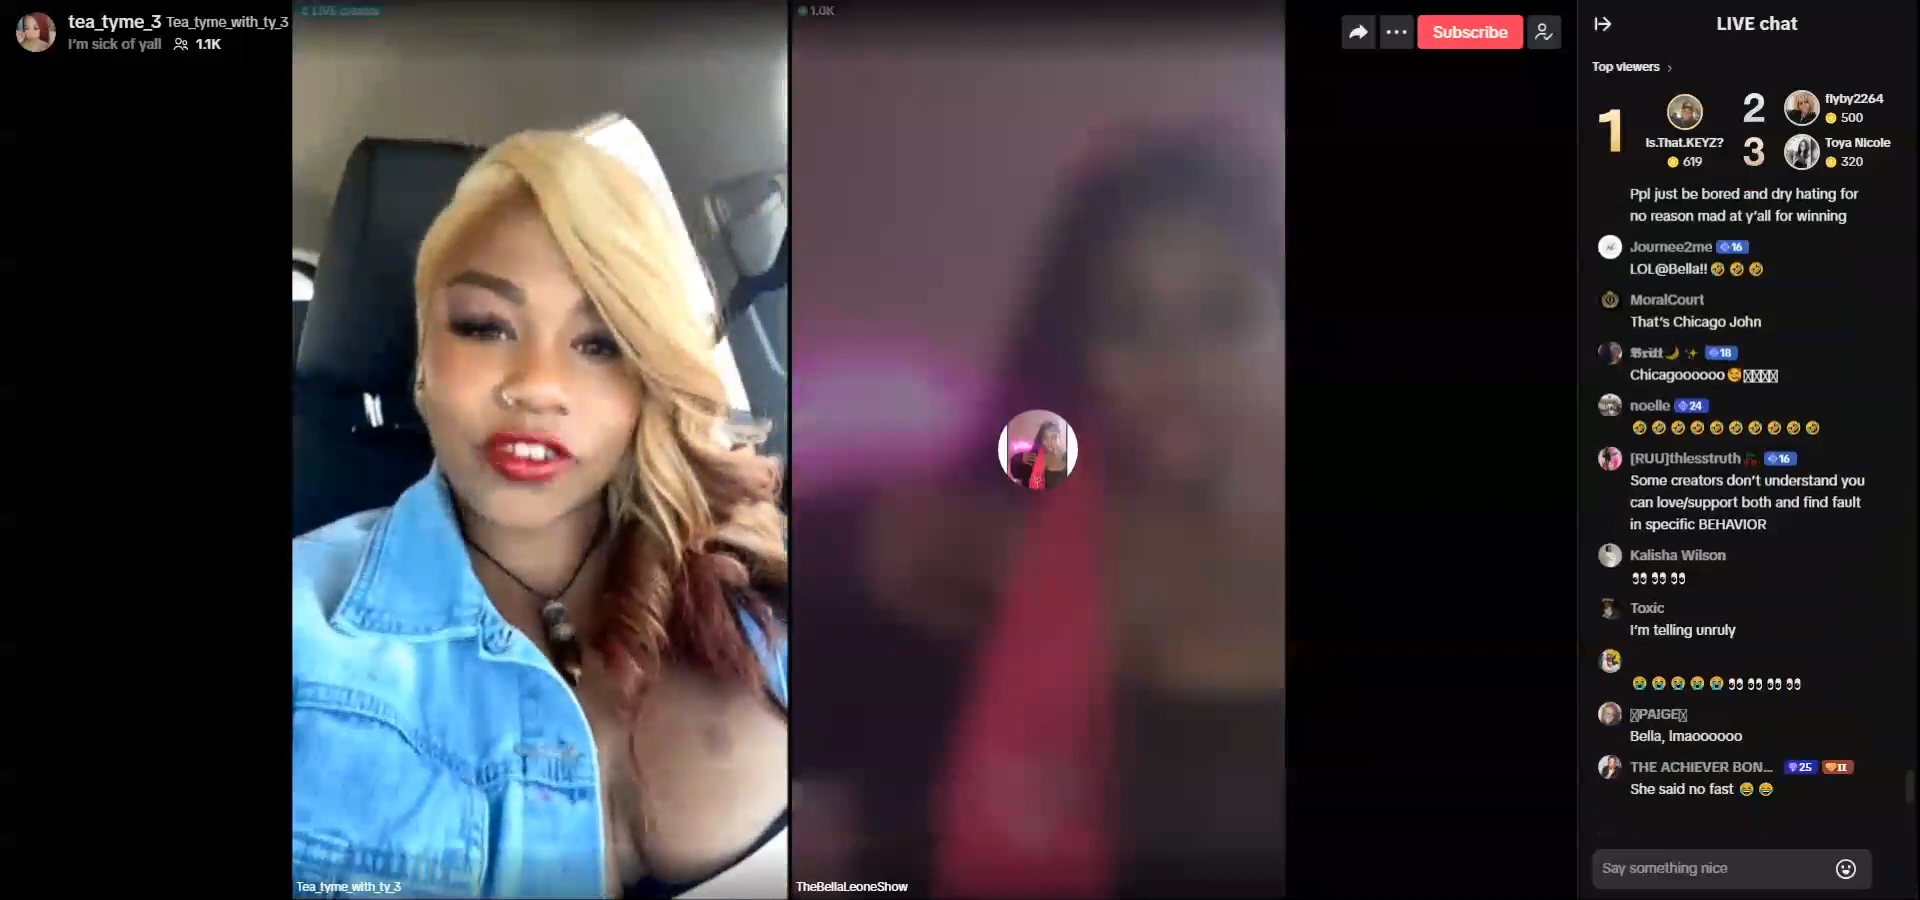 tea_tyme_3 Tea_tyme_with_ty_3
I'm sick of yall 1.1K
LIVE creator
1.0K
Subscribe
Tea_tyme_with_ty_3
TheBellaLeoneShow
LIVE chat
Top viewers
1
Is.That.KEYZ?
619
2
flyby2264
500
3
Toya Nicole
320
Ppl just be bored and dry hating for
no reason mad at y'all for winning
Journee2me 16
LOL@Bella!! 🤣 🤣 🤣
MoralCourt
That's Chicago John
𝕭𝖗𝖎𝖙𝖙🌙✨ 18
Chicagoooooo🥰
noelle 24
🤣 🤣 🤣 🤣 🤣 🤣 🤣 🤣 🤣 🤣
[RUU]thlesstruth🍒 16
Some creators don't understand you
can love/support both and find fault
in specific BEHAVIOR
Kalisha Wilson
👀 👀 👀
Toxic
I'm telling unruly
😭 😭 😭 😭 😭 👀 👀 👀 👀
PAIGE
Bella, lmaoooooo
THE ACHIEVER BON... 25 II
She said no fast 😂 😂
Say something nice